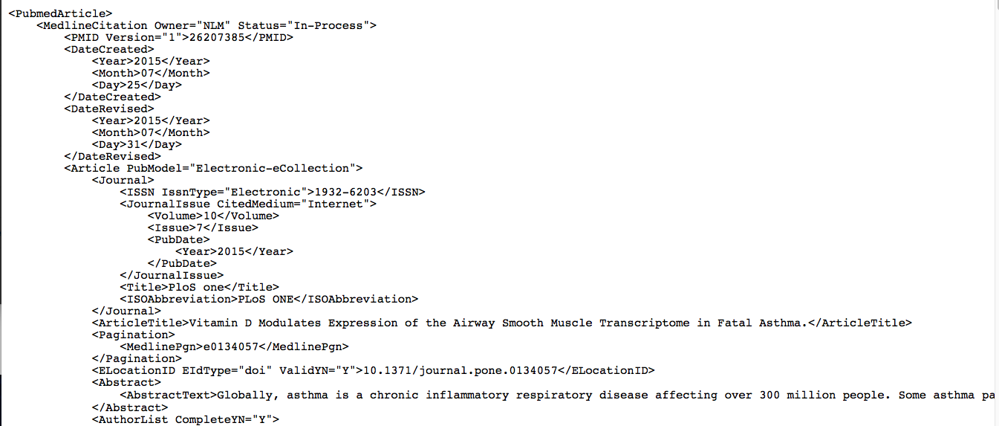 <PubmedArticle>
<MedlineCitation Owner="NLM" Status="In-Process">
<PMID Version="1">26207385</PMID>
<DateCreated>
<Year>2015</Year>
<Month>07</Month>
<Day>25</Day>
</DateCreated>
<DateRevised>
<Year>2015</Year>
<Month>07</Month>
<Day>31</Day>
</DateRevised>
<Article PubModel="Electronic-eCollection">
<Journal>
<ISSN IssnType="Electronic">1932-6203</ISSN>
<JournalIssue CitedMedium="Internet">
<Volume>10</Volume>
<Issue>7</Issue>
<PubDate>
<Year>2015</Year>
</PubDate>
</JournalIssue>
<Title>PloS one</Title>
<ISOAbbreviation>PLoS ONE</ISOAbbreviation>
</Journal>
<ArticleTitle>Vitamin D Modulates Expression of the Airway Smooth Muscle Transcriptome in Fatal Asthma.</ArticleTitle>
<Pagination>
<MedlinePgn>e0134057</MedlinePgn>
</Pagination>
<ELocationID EIdType="doi" ValidYN="Y">10.1371/journal.pone.0134057</ELocationID>
<Abstract>
<AbstractText>Globally, asthma is a chronic inflammatory respiratory disease affecting over 300 million people. Some asthma pa
</Abstract>
<AuthorList CompleteYN="Y">